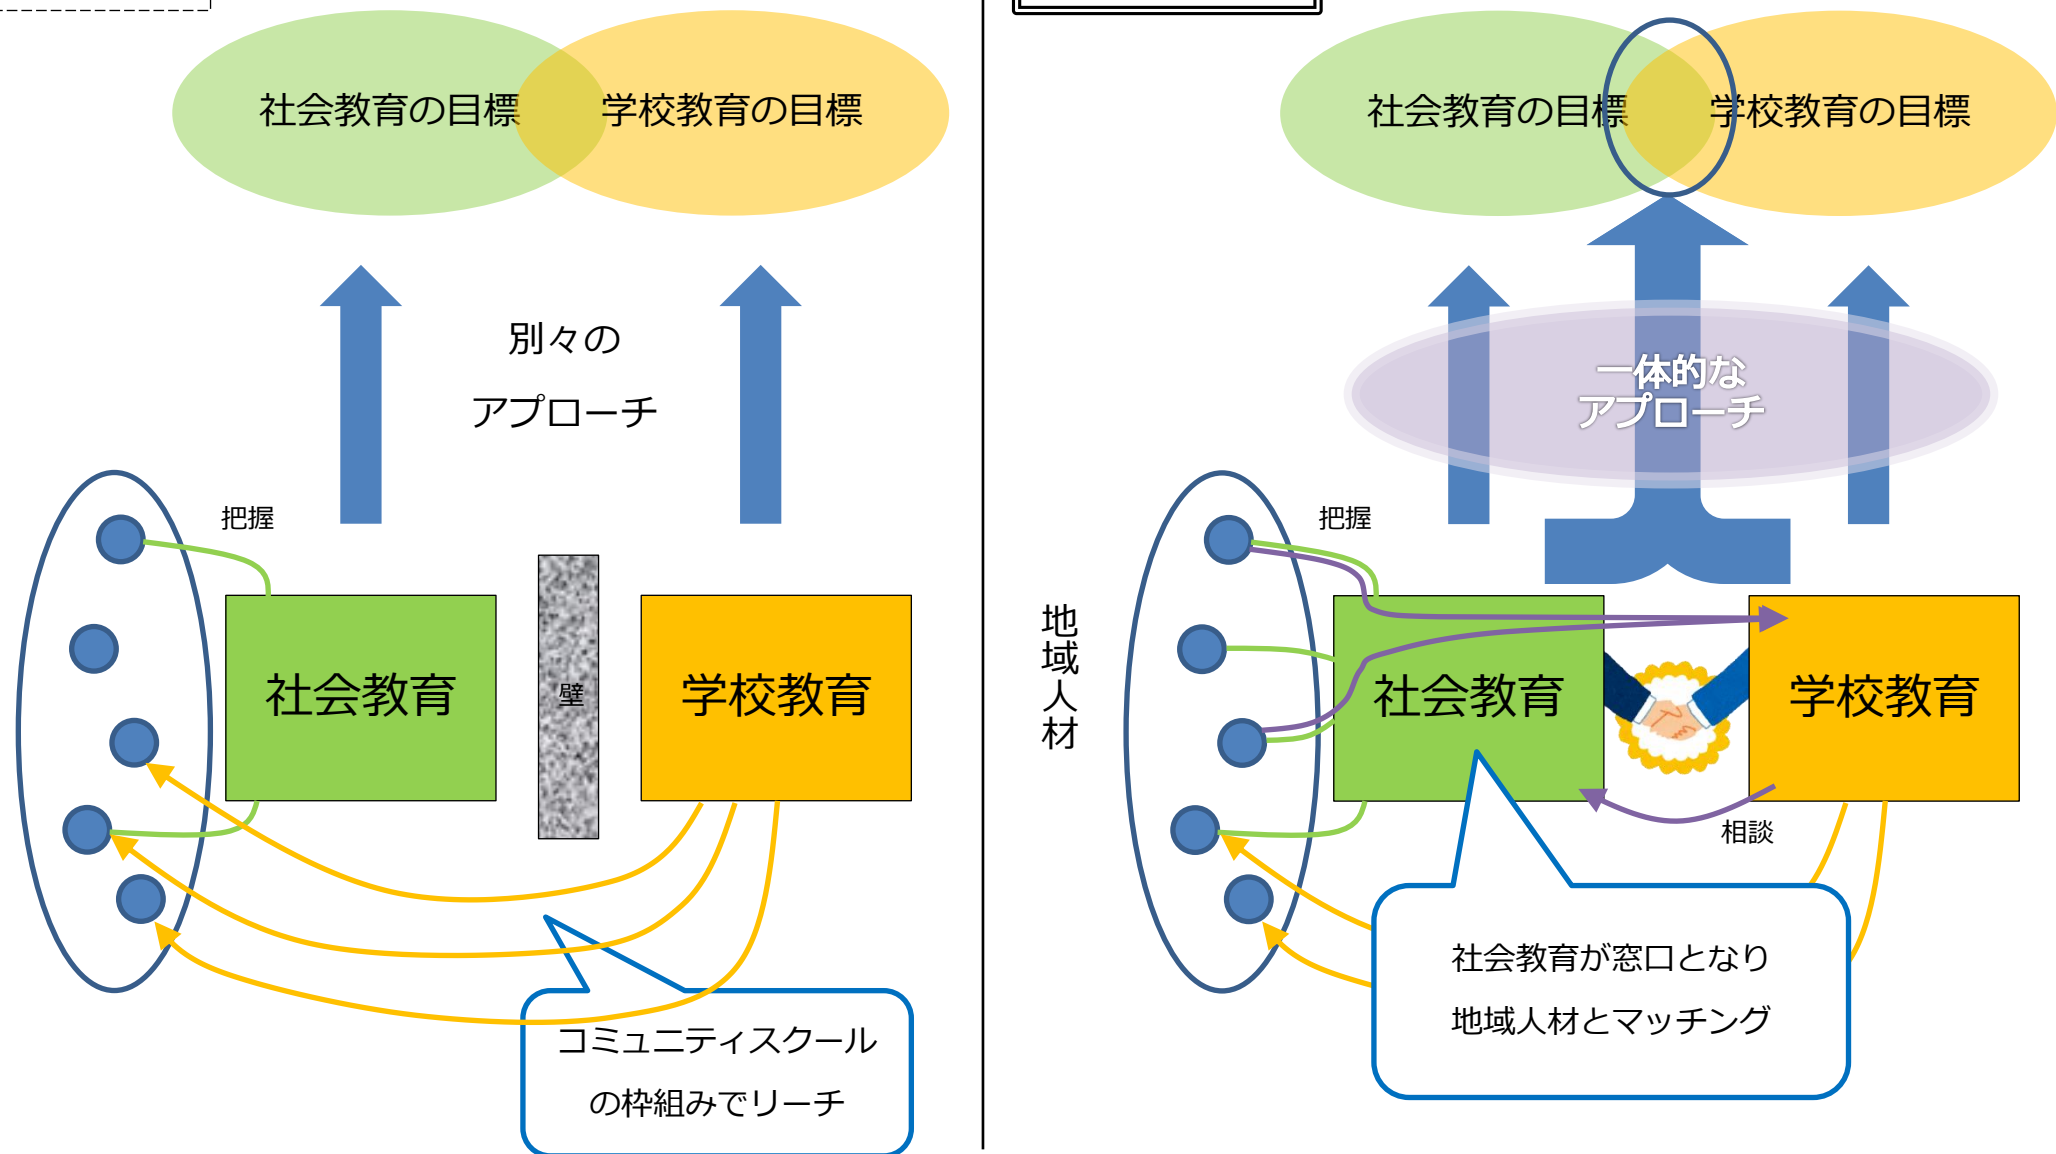 社会教育の目標
学校教育の目標
別々の
アプローチ
把握
社会教育
壁
学校教育
コミュニティスクール
の枠組みでリーチ
社会教育の目標
学校教育の目標
一体的な
アプローチ
把握
地域人材
社会教育
学校教育
相談
社会教育が窓口となり
地域人材とマッチング